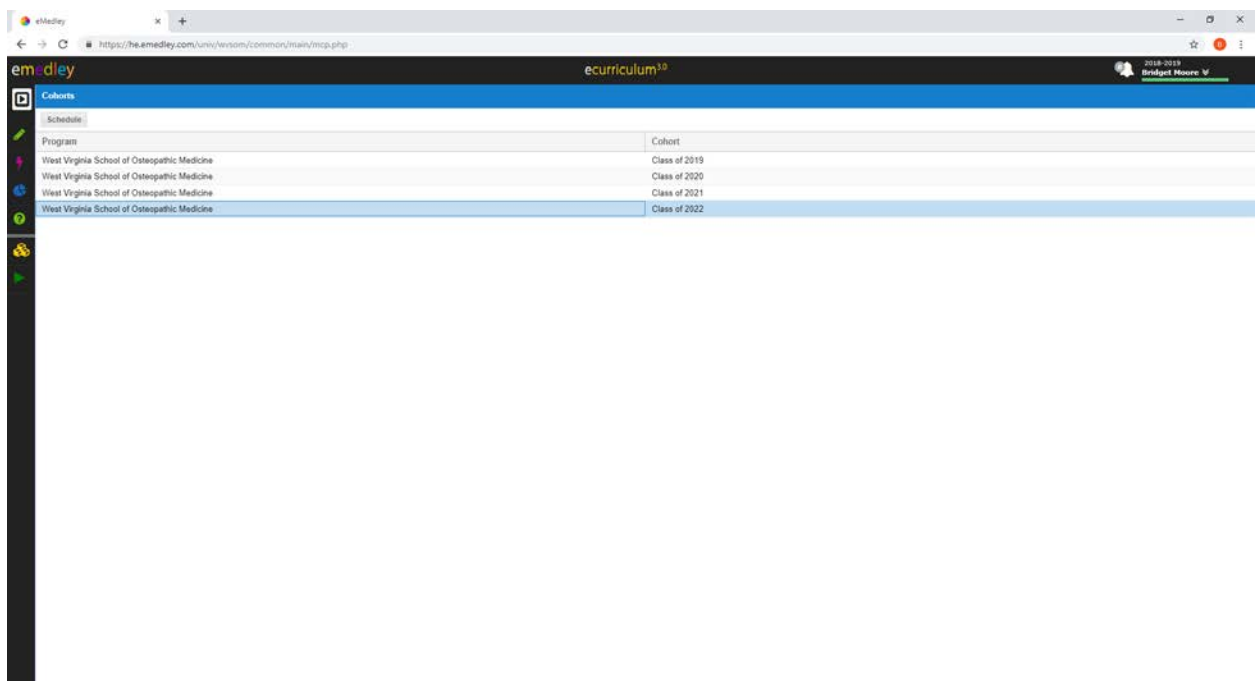 eMedley
https://he.emedley.com/univ/wvsom/common/main/mcp.php
emedley
ecurriculum3.0
2018-2019
Bridget Moore
Cohorts
Schedule
Program Cohort
West Virginia School of Osteopathic Medicine Class of 2019
West Virginia School of Osteopathic Medicine Class of 2020
West Virginia School of Osteopathic Medicine Class of 2021
West Virginia School of Osteopathic Medicine Class of 2022